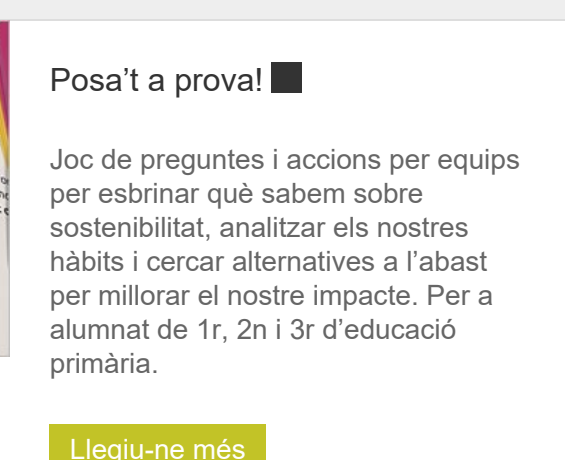 Posa’t a prova!
Joc de preguntes i accions per equips
per esbrinar què sabem sobre
sostenibilitat, analitzar els nostres
hàbits i cercar alternatives a l’abast
per millorar el nostre impacte. Per a
alumnat de 1r, 2n i 3r d’educació
primària.
Llegiu-ne més